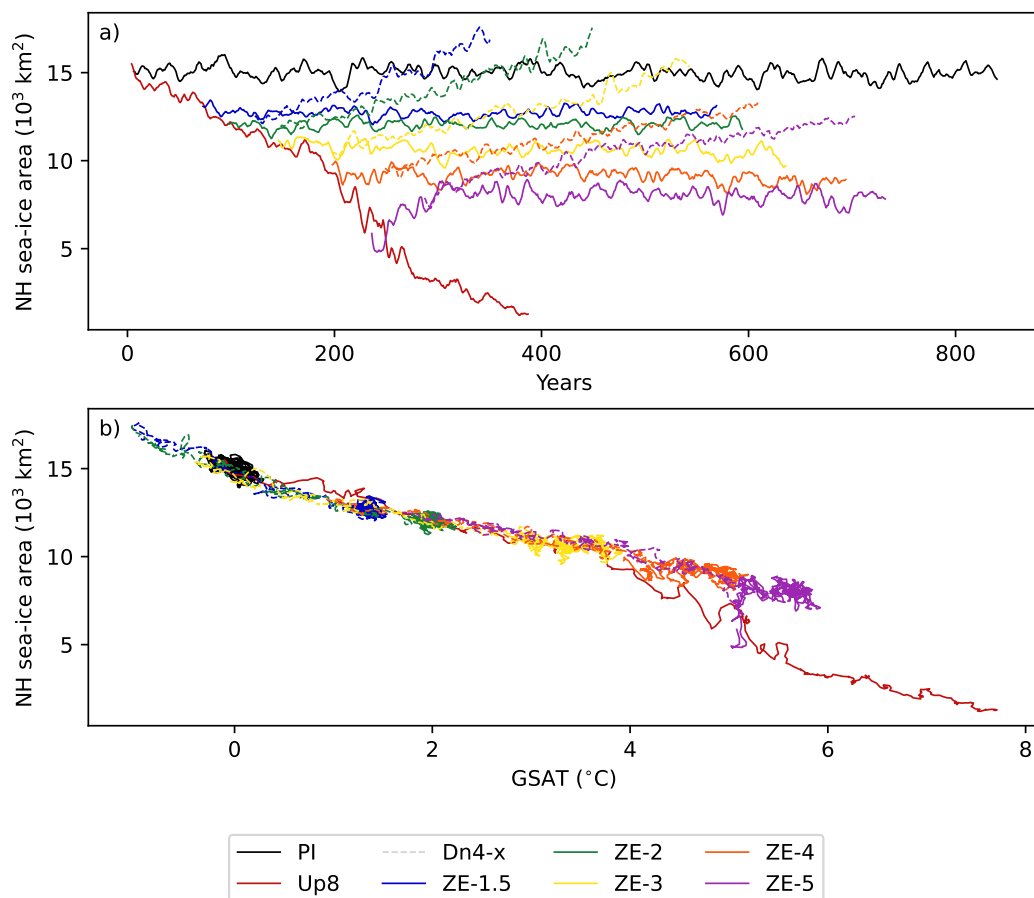 a)
NH sea-ice area (10³ km²)
15
10
5
0 200 400 600 800
Years
b)
NH sea-ice area (10³ km²)
15
10
5
0 2 4 6 8
GSAT (°C)
PI Dn4-x ZE-2 ZE-4
Up8 ZE-1.5 ZE-3 ZE-5